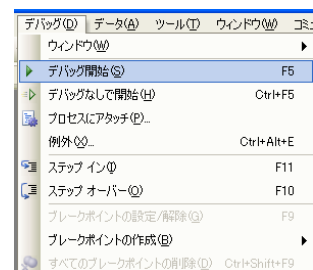 デバッグ(D) データ(A) ツール(T) ウィンドウ(W) コミ
ウィンドウ(W)
デバッグ開始(S) F5
デバッグなしで開始(H) Ctrl+F5
プロセスにアタッチ(P)...
例外(X)... Ctrl+Alt+E
ステップ イン(I) F11
ステップ オーバー(O) F10
ブレークポイントの設定/解除(G) F9
ブレークポイントの作成(B)
すべてのブレークポイントの削除(D) Ctrl+Shift+F9